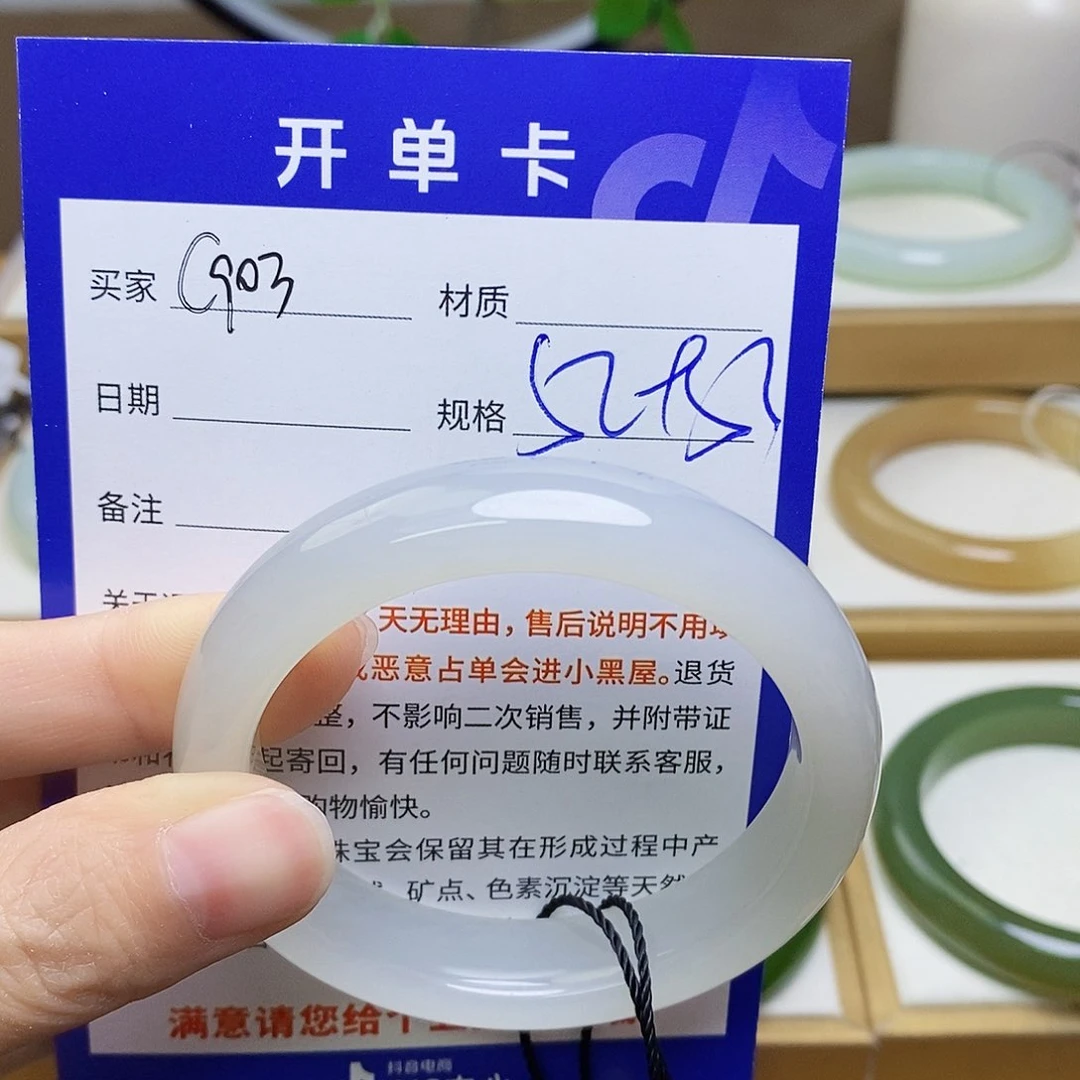 开单卡
买家 C903 材质
日期 规格
备注
天无理由，售后说明不用
恶意占单会进小黑屋。退货
整，不影响二次销售，并附带证
起寄回，有任何问题随时联系客服，
购物愉快。
珠宝会保留其在形成过程中产
矿点、色素沉淀等天然
满意请您给个
抖音电商